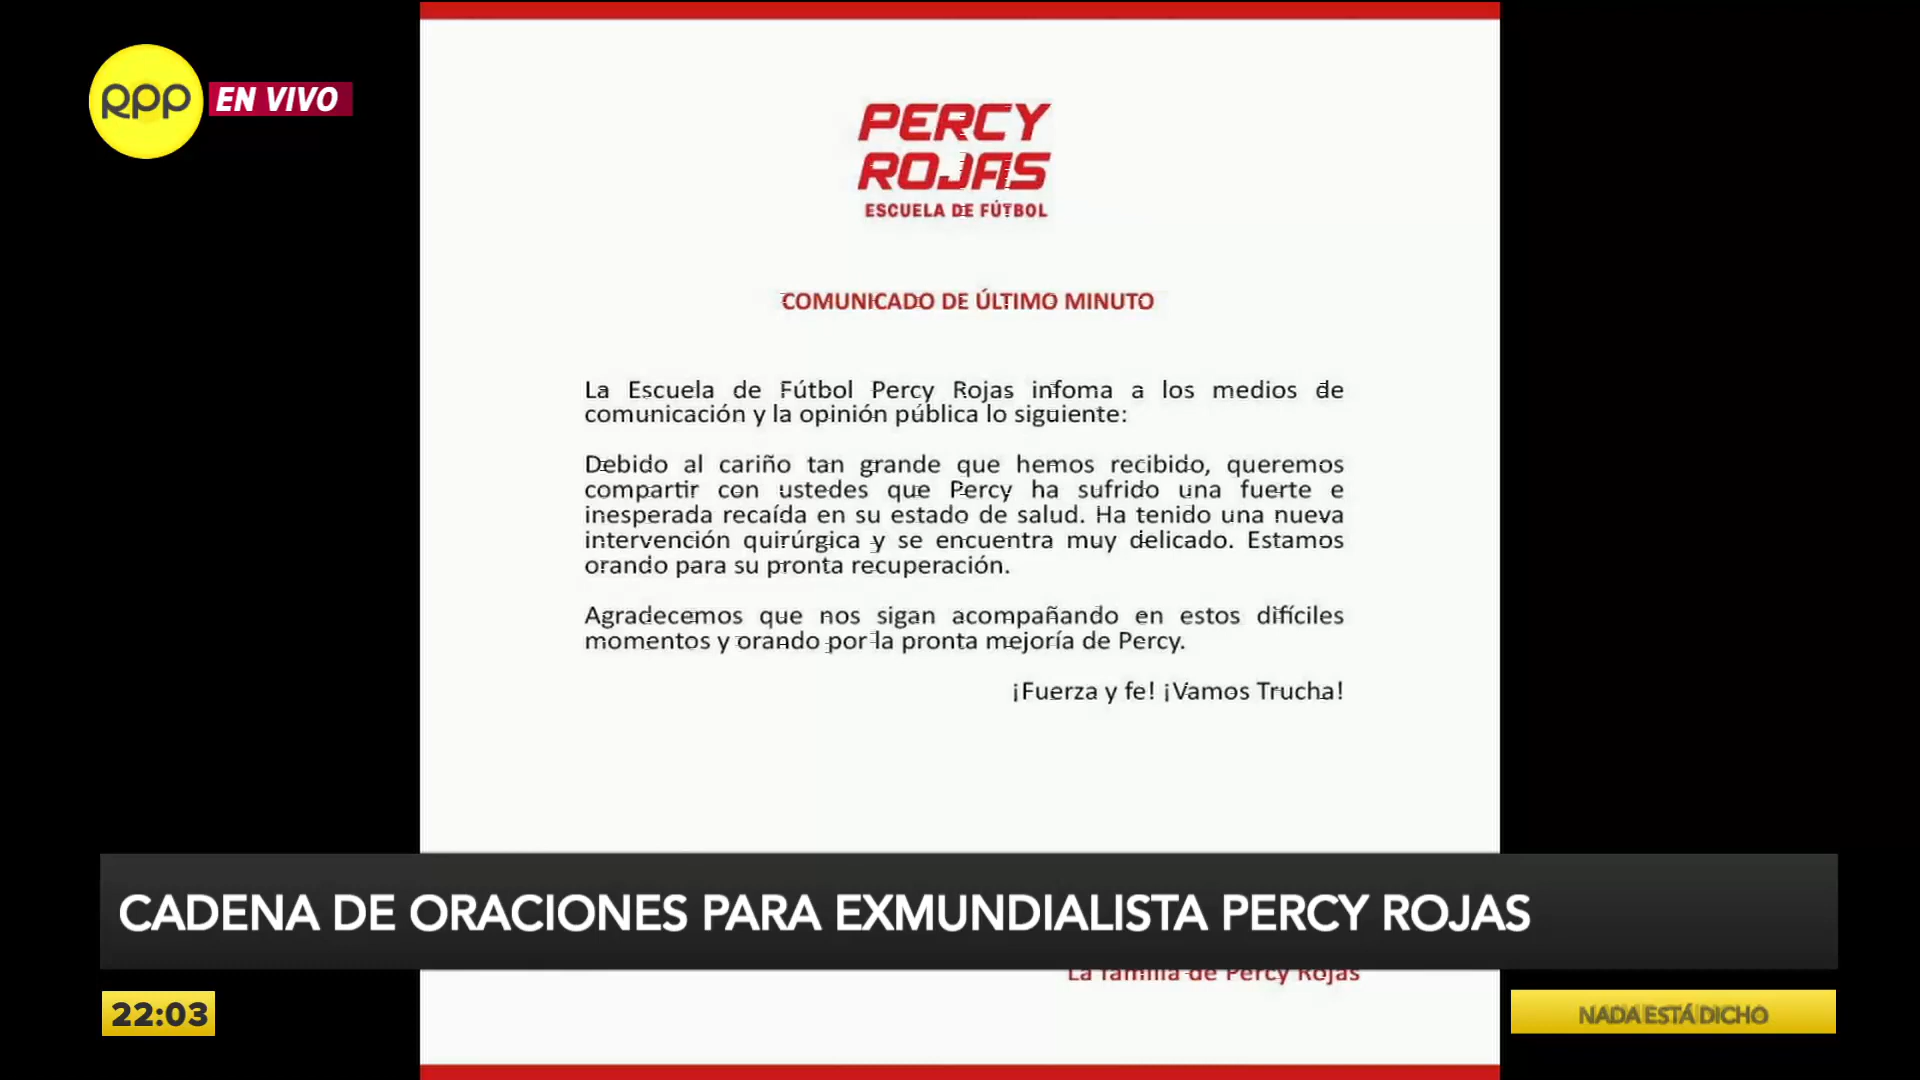 rpp EN VIVO
PERCY
ROJAS
ESCUELA DE FÚTBOL
COMUNICADO DE ÚLTIMO MINUTO
La Escuela de Fútbol Percy Rojas infoma a los medios de
comunicación y la opinión pública lo siguiente:
Debido al cariño tan grande que hemos recibido, queremos
compartir con ustedes que Percy ha sufrido una fuerte e
inesperada recaída en su estado de salud. Ha tenido una nueva
intervención quirúrgica y se encuentra muy delicado. Estamos
orando para su pronta recuperación.
Agradecemos que nos sigan acompañando en estos difíciles
momentos y orando por la pronta mejoría de Percy.
¡Fuerza y fe! ¡Vamos Trucha!
CADENA DE ORACIONES PARA EXMUNDIALISTA PERCY ROJAS
La familia de Percy Rojas
22:03
NADA ESTÁ DICHO